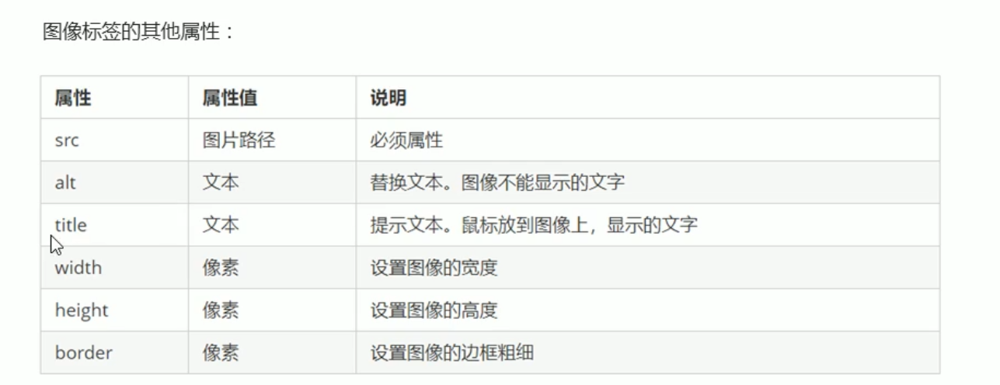 图像标签的其他属性：
属性 属性值 说明
src 图片路径 必须属性
alt 文本 替换文本。图像不能显示的文字
title 文本 提示文本。鼠标放到图像上，显示的文字
width 像素 设置图像的宽度
height 像素 设置图像的高度
border 像素 设置图像的边框粗细